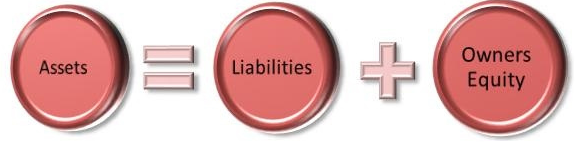 Assets = Liabilities + Owners
Equity